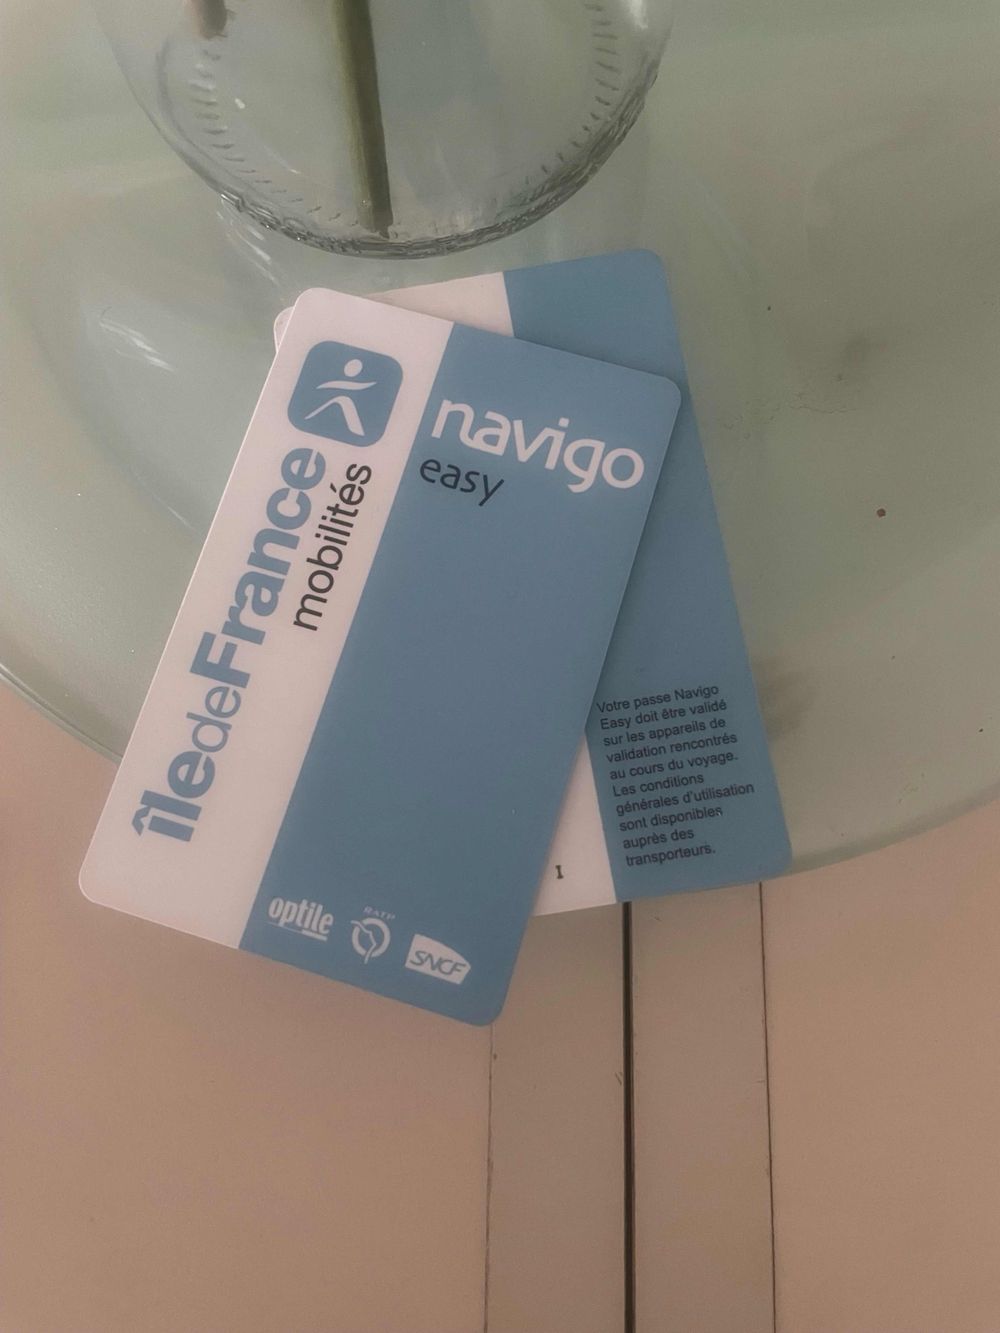 îledeFrance
mobilités
navigo
easy
optile
RATP
SNCF
Votre passe Navigo
Easy doit être validé
sur les appareils de
validation rencontrés
au cours du voyage.
Les conditions
générales d'utilisation
sont disponibles
auprès des
transporteurs.
I